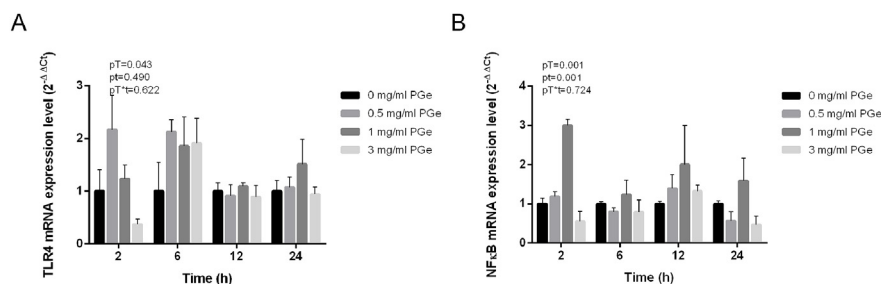 A
pT=0.043
pt=0.490
pT*t=0.622
TLR4 mRNA expression level (2-ΔΔCt)
3
2
1
0
2
6
12
24
Time (h)
0 mg/ml PGe
0.5 mg/ml PGe
1 mg/ml PGe
3 mg/ml PGe
B
pT=0.001
pt=0.001
pT*t=0.724
NFκB mRNA expression level (2-ΔΔCt)
4
3
2
1
0
2
6
12
24
Time (h)
0 mg/ml PGe
0.5 mg/ml PGe
1 mg/ml PGe
3 mg/ml PGe